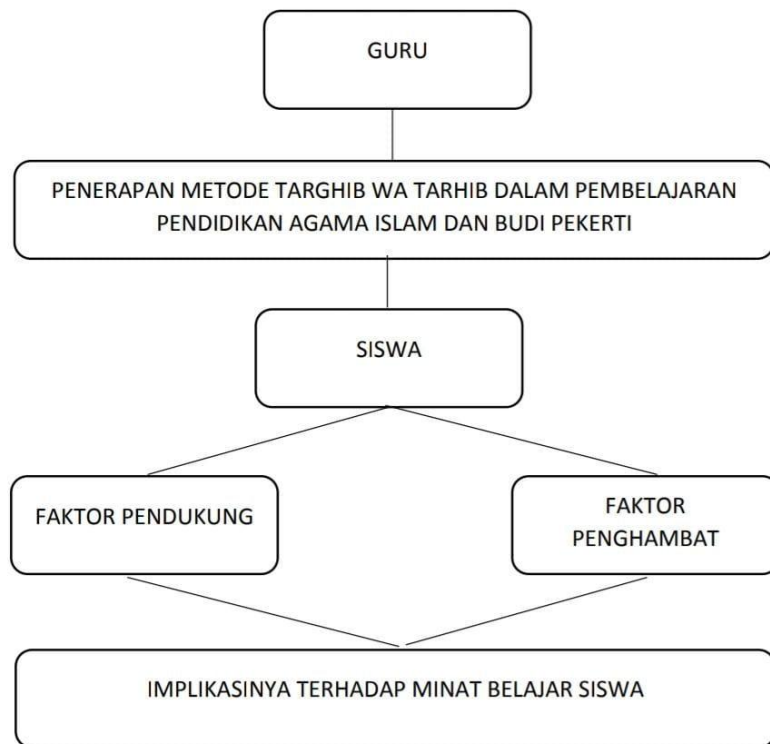 GURU
PENERAPAN METODE TARGHIB WA TARHIB DALAM PEMBELAJARAN
PENDIDIKAN AGAMA ISLAM DAN BUDI PEKERTI
SISWA
FAKTOR PENDUKUNG
FAKTOR
PENGHAMBAT
IMPLIKASINYA TERHADAP MINAT BELAJAR SISWA